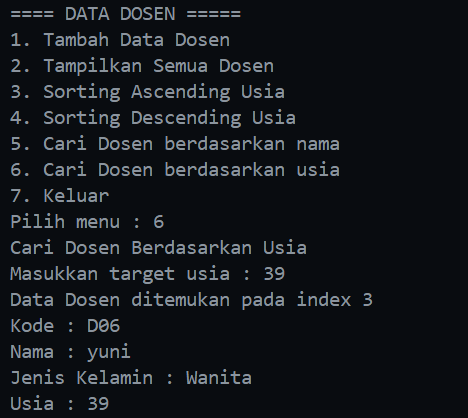 ==== DATA DOSEN =====
1. Tambah Data Dosen
2. Tampilkan Semua Dosen
3. Sorting Ascending Usia
4. Sorting Descending Usia
5. Cari Dosen berdasarkan nama
6. Cari Dosen berdasarkan usia
7. Keluar
Pilih menu : 6
Cari Dosen Berdasarkan Usia
Masukkan target usia : 39
Data Dosen ditemukan pada index 3
Kode : D06
Nama : yuni
Jenis Kelamin : Wanita
Usia : 39